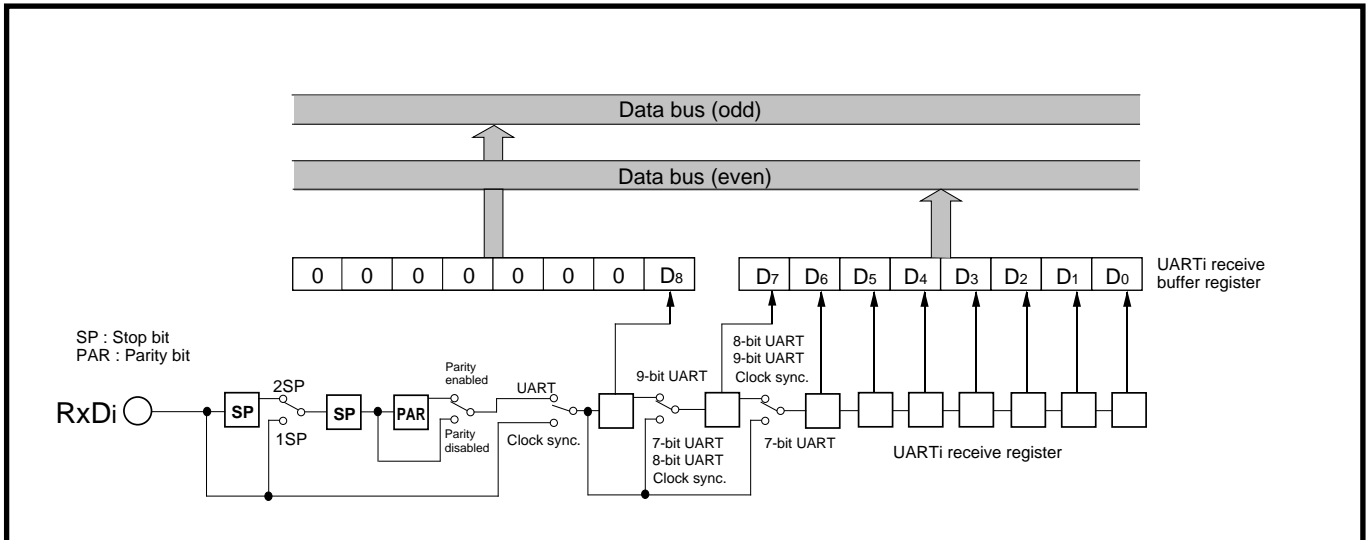 Data bus (odd)
Data bus (even)
0 0 0 0 0 0 0 D8
D7 D6 D5 D4 D3 D2 D1 D0
UARTi receive
buffer register
SP : Stop bit
PAR : Parity bit
RxDi
SP
2SP
1SP
SP
PAR
Parity
enabled
Parity
disabled
UART
Clock sync.
9-bit UART
7-bit UART
8-bit UART
Clock sync.
8-bit UART
9-bit UART
Clock sync.
7-bit UART
UARTi receive register